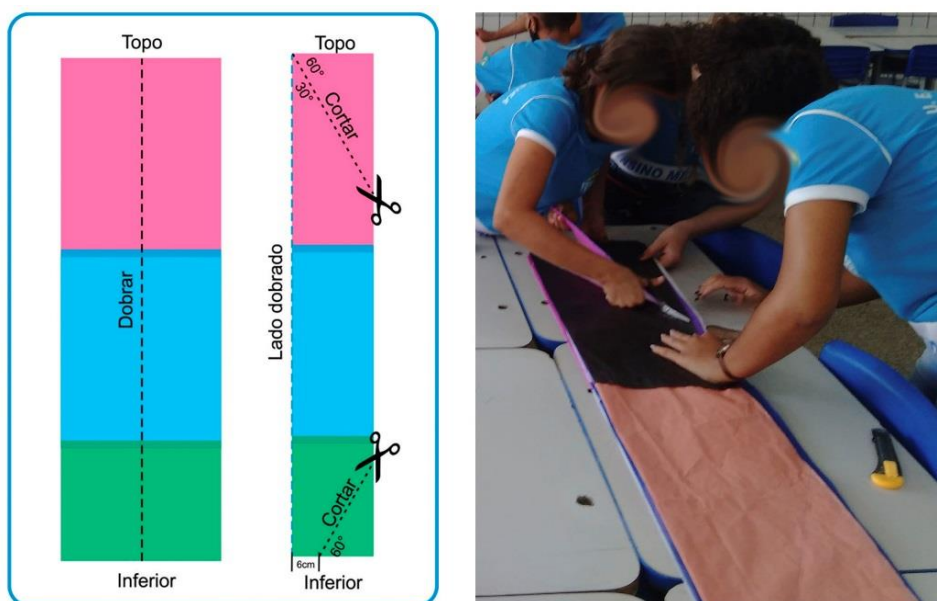 Topo
Dobrar
Inferior
Topo
60°
30°
Cortar
Lado dobrado
Cortar
60°
6cm
Inferior